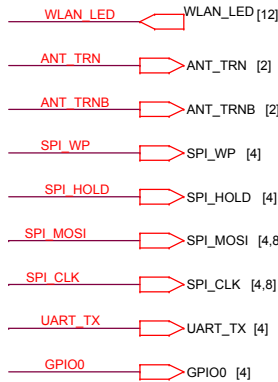 WLAN_LED WLAN_LED [12]
ANT_TRN ANT_TRN [2]
ANT_TRNB ANT_TRNB [2]
SPI_WP SPI_WP [4]
SPI_HOLD SPI_HOLD [4]
SPI_MOSI SPI_MOSI [4,8
SPI_CLK SPI_CLK [4,8]
UART_TX UART_TX [4]
GPIO0 GPIO0 [4]